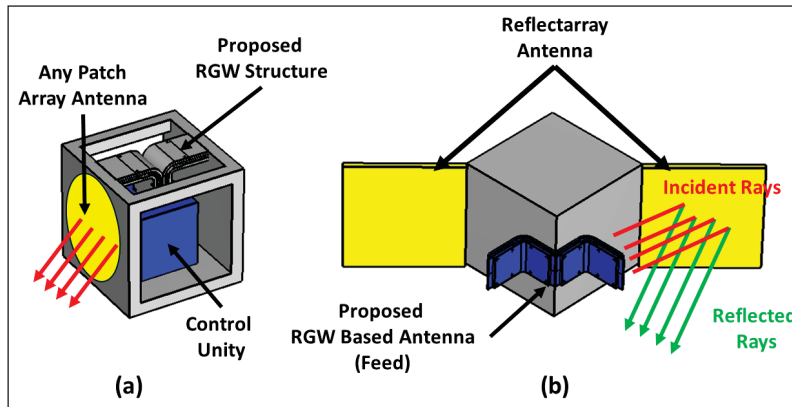 Proposed
RGW Structure
Any Patch
Array Antenna
Control
Unity
(a)
Reflectarray
Antenna
Incident Rays
Proposed
RGW Based Antenna
(Feed)
Reflected
Rays
(b)